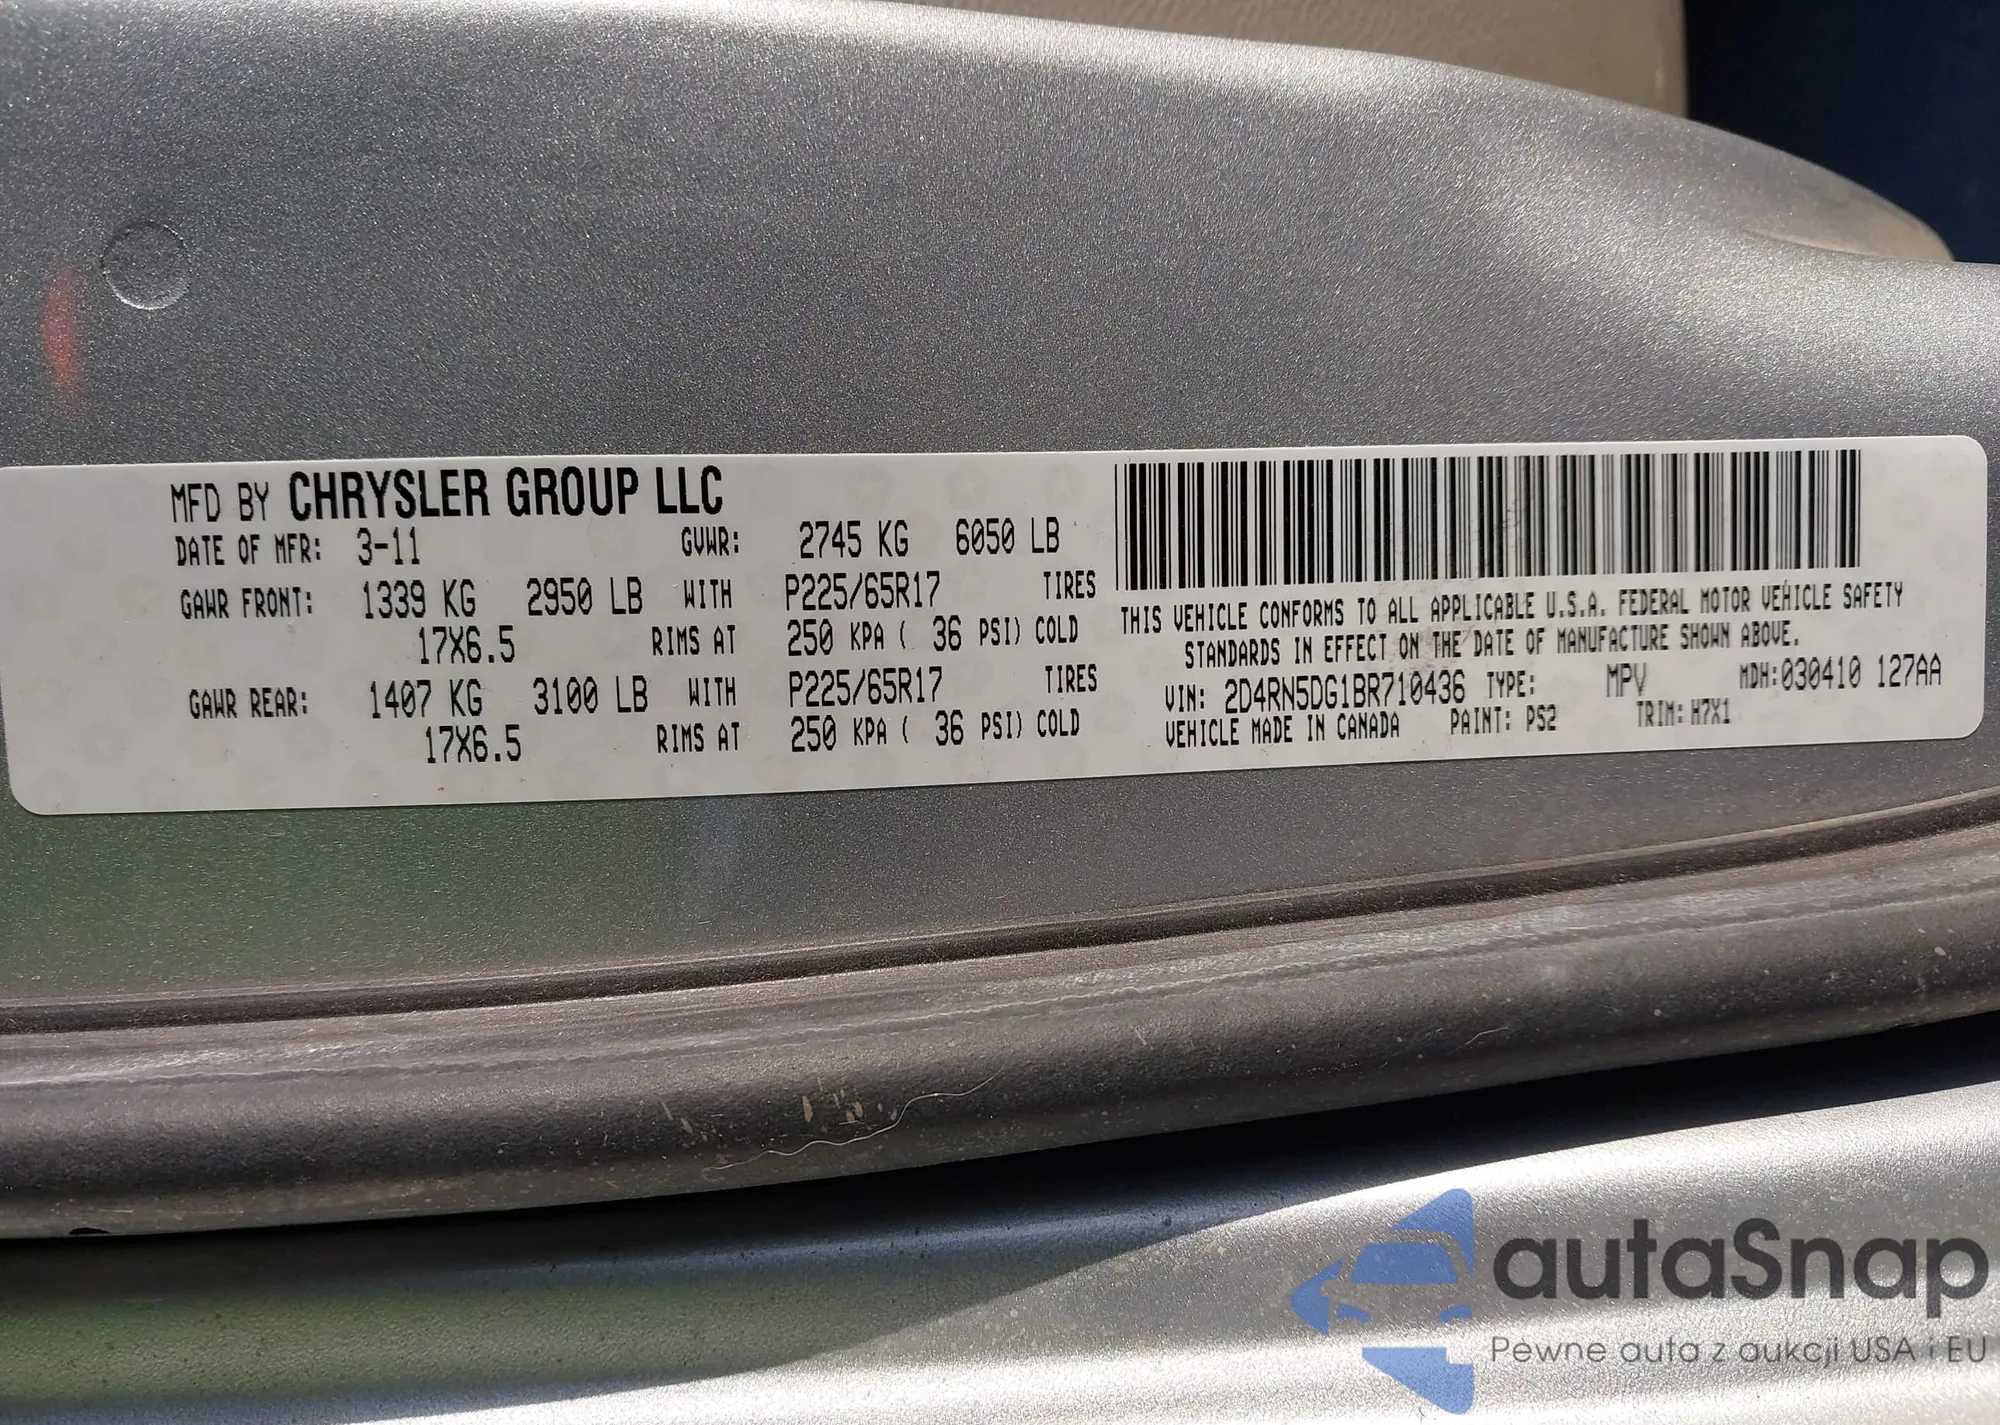 MFD BY CHRYSLER GROUP LLC
DATE OF MFR: 3-11 GVWR: 2745 KG 6050 LB
GAWR FRONT: 1339 KG 2950 LB WITH P225/65R17 TIRES
17X6.5 RIMS AT 250 KPA ( 36 PSI) COLD
GAWR REAR: 1407 KG 3100 LB WITH P225/65R17 TIRES
17X6.5 RIMS AT 250 KPA ( 36 PSI) COLD
THIS VEHICLE CONFORMS TO ALL APPLICABLE U.S.A. FEDERAL MOTOR VEHICLE SAFETY
STANDARDS IN EFFECT ON THE DATE OF MANUFACTURE SHOWN ABOVE.
VIN: 2D4RN5DG1BR710436 TYPE: MPV MDH:030410 127AA
VEHICLE MADE IN CANADA PAINT: PS2 TRIM: H7X1
autaSnap
Pewne auta z aukcji USA i EU